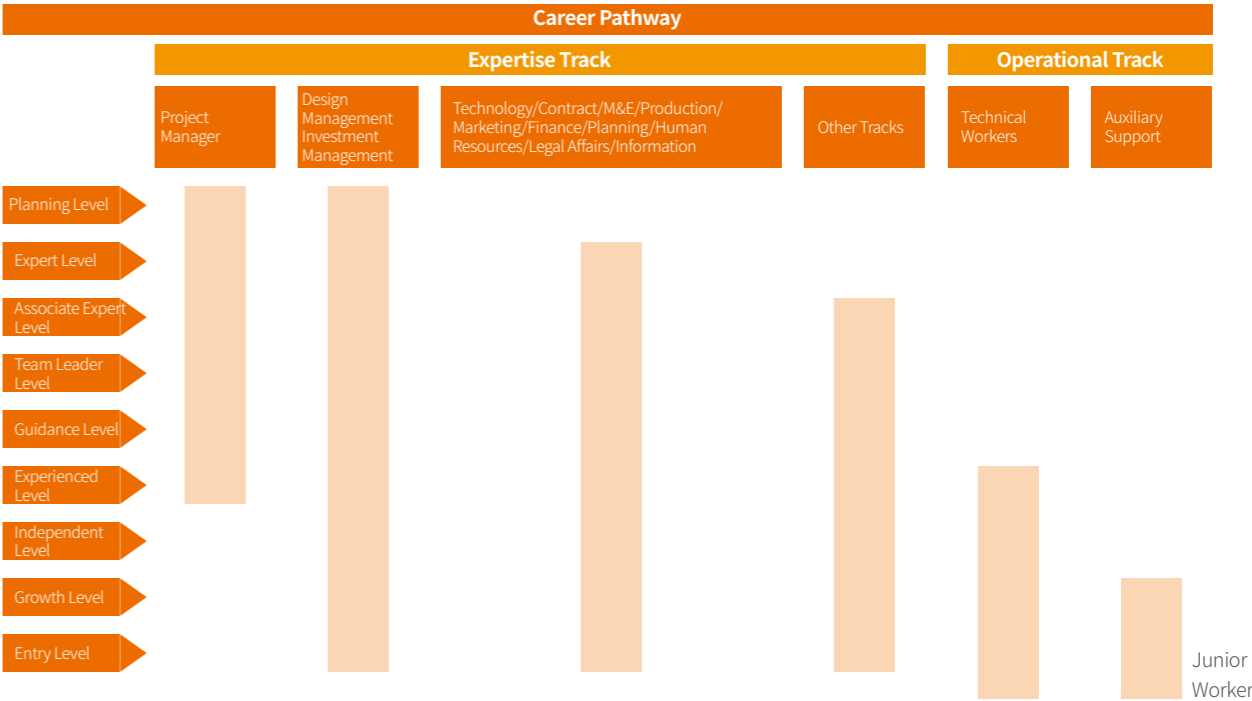 Career Pathway
Expertise Track
Operational Track
Project
Manager
Design
Management
Investment
Management
Technology/Contract/M&E/Production/
Marketing/Finance/Planning/Human
Resources/Legal Affairs/Information
Other Tracks
Technical
Workers
Auxiliary
Support
Planning Level
Expert Level
Associate Expert
Level
Team Leader
Level
Guidance Level
Experienced
Level
Independent
Level
Growth Level
Entry Level
Junior
Worker